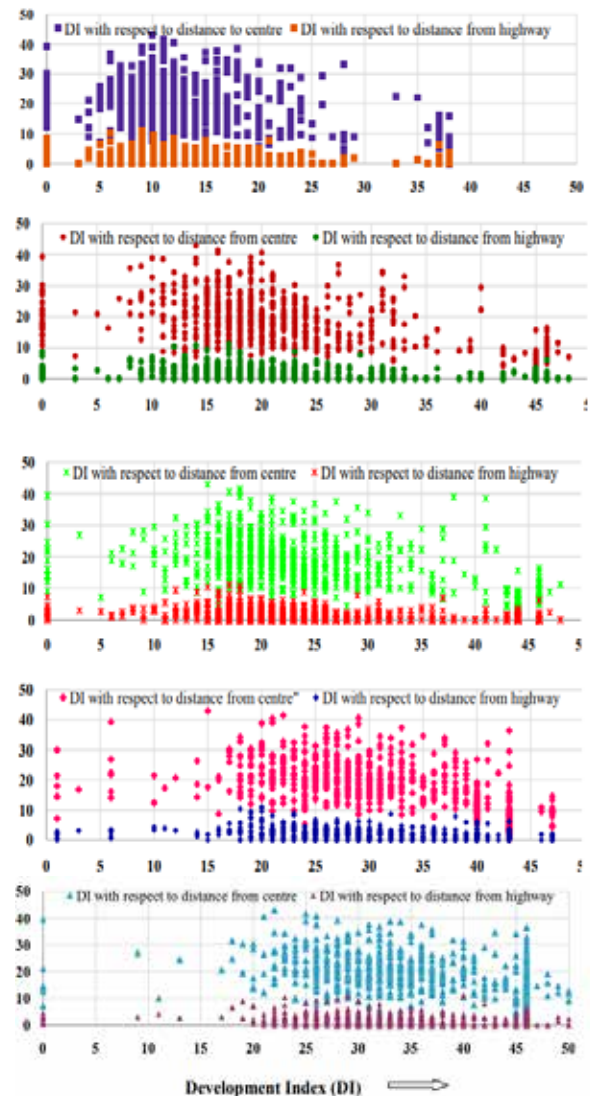 DI with respect to distance to centre DI with respect to distance from highway
50
40
30
20
10
0
0 5 10 15 20 25 30 35 40 45 50
DI with respect to distance from centre DI with respect to distance from highway
50
40
30
20
10
0
0 5 10 15 20 25 30 35 40 45 5
DI with respect to distance from centre DI with respect to distance from highway
50
40
30
20
10
0
0 5 10 15 20 25 30 35 40 45 50
DI with respect to distance from centre" DI with respect to distance from highway
50
40
30
20
10
0
0 5 10 15 20 25 30 35 40 45 50
DI with respect to distance from centre DI with respect to distance from highway
50
40
30
20
10
0
0 5 10 15 20 25 30 35 40 45 50
Development Index (DI)